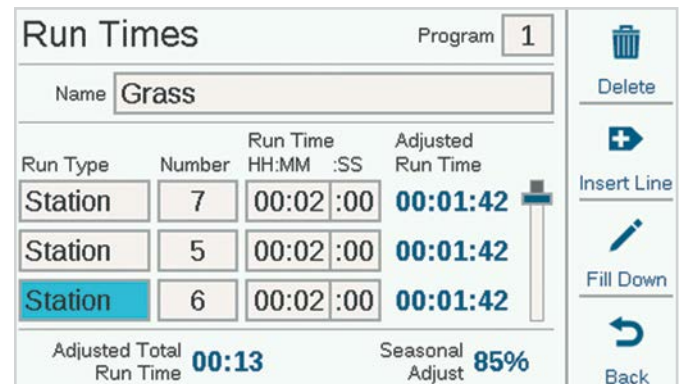 Run Times Program 1
Name Grass
Run Type Number Run Time HH:MM :SS Adjusted Run Time
Station 7 00:02 :00 00:01:42
Station 5 00:02 :00 00:01:42
Station 6 00:02 :00 00:01:42
Adjusted Total Run Time 00:13 Seasonal Adjust 85%
Delete
Insert Line
Fill Down
Back